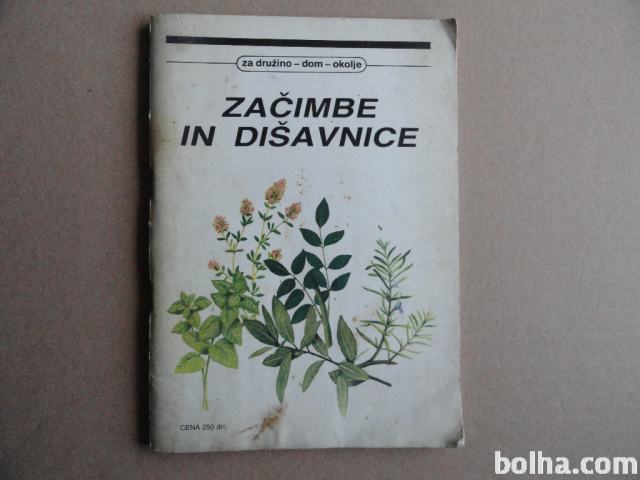 za družino – dom – okolje
ZAČIMBE
IN DIŠAVNICE
CENA 250 din
bolha.com